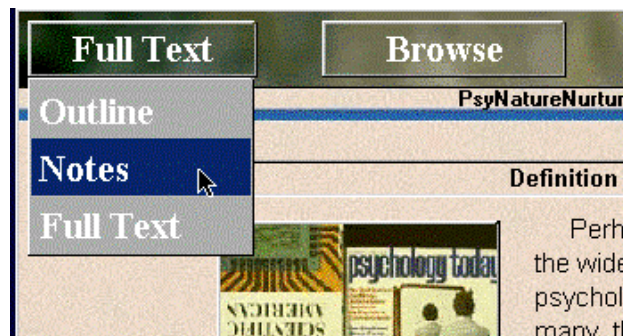 Full Text
Browse
Outline
Notes
Full Text
PsyNatureNurtur
Definition
psychology today
SCIENTIFIC
AMERICAN
Perh
the wide
psychol
many, th